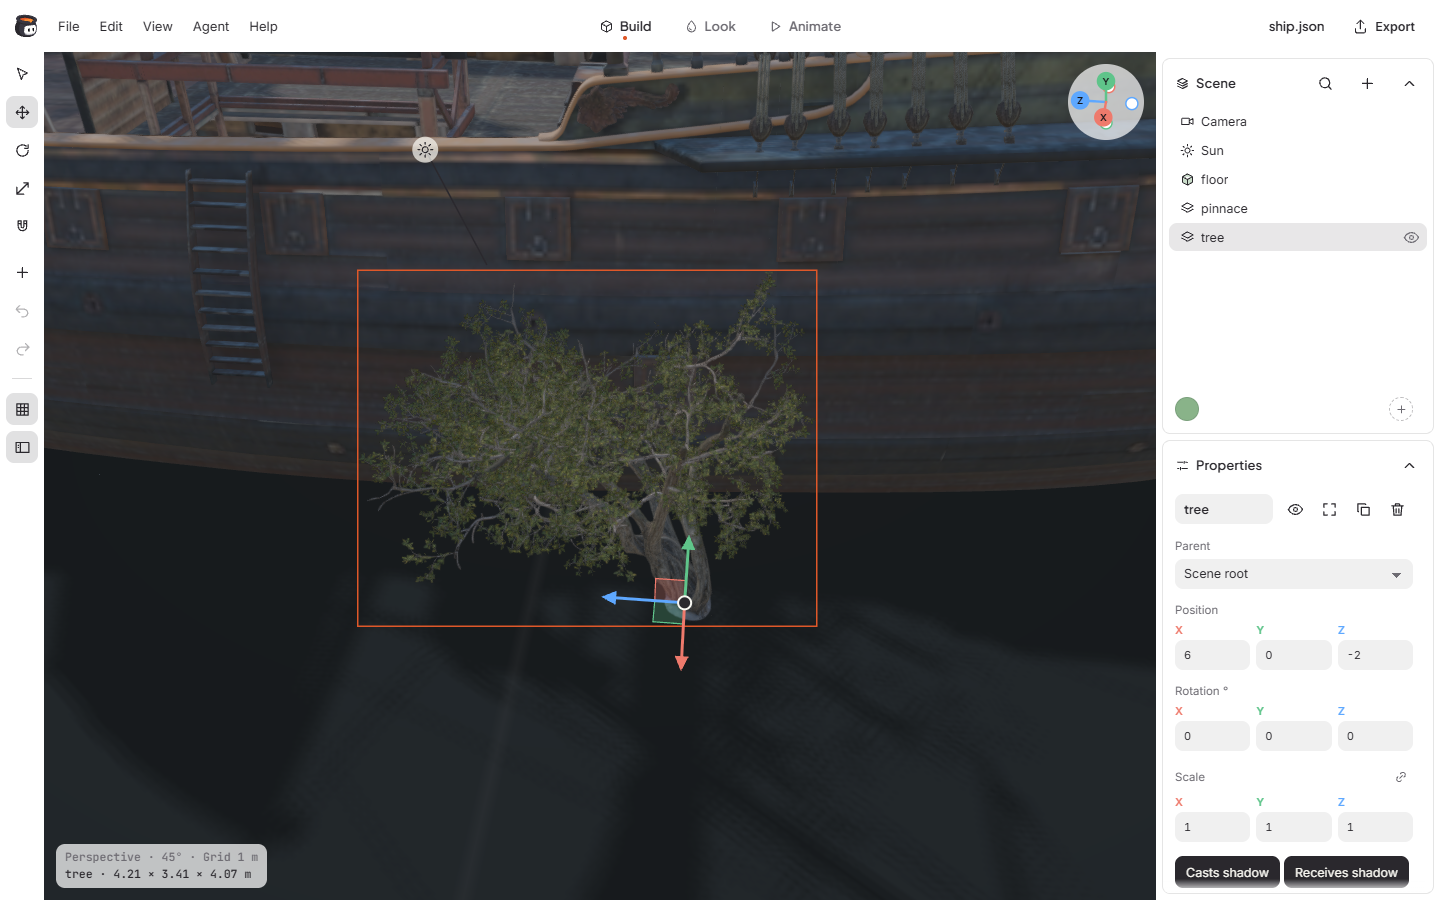 File Edit View Agent Help
Build Look Animate
ship.json Export
Scene
Camera
Sun
floor
pinnace
tree
Properties
tree
Parent
Scene root
Position
X Y Z
6 0 -2
Rotation °
X Y Z
0 0 0
Scale
X Y Z
1 1 1
Casts shadow Receives shadow
Y
Z
X
Perspective · 45° · Grid 1 m
tree · 4.21 × 3.41 × 4.07 m